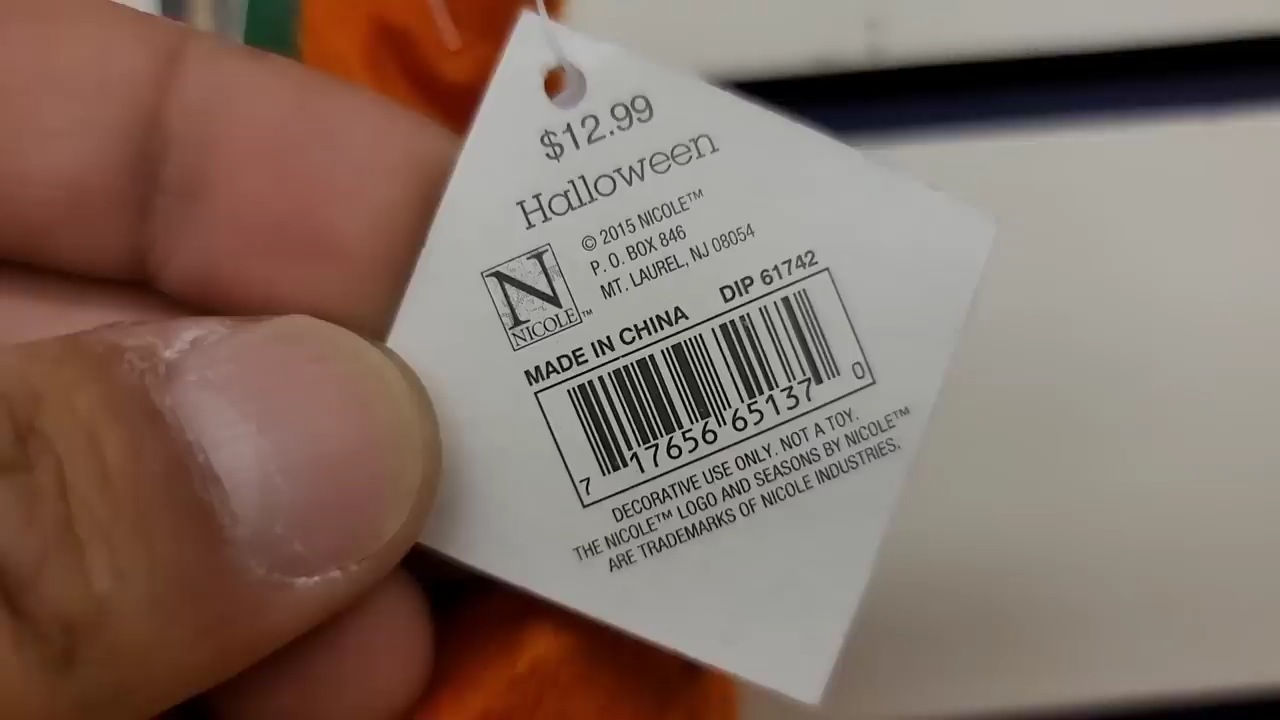 $12.99
Halloween
© 2015 NICOLE™
P. O. BOX 846
MT. LAUREL, NJ 08054
N
NICOLE™
MADE IN CHINA DIP 61742
7 17656 65137 0
DECORATIVE USE ONLY. NOT A TOY.
THE NICOLE™ LOGO AND SEASONS BY NICOLE™
ARE TRADEMARKS OF NICOLE INDUSTRIES.